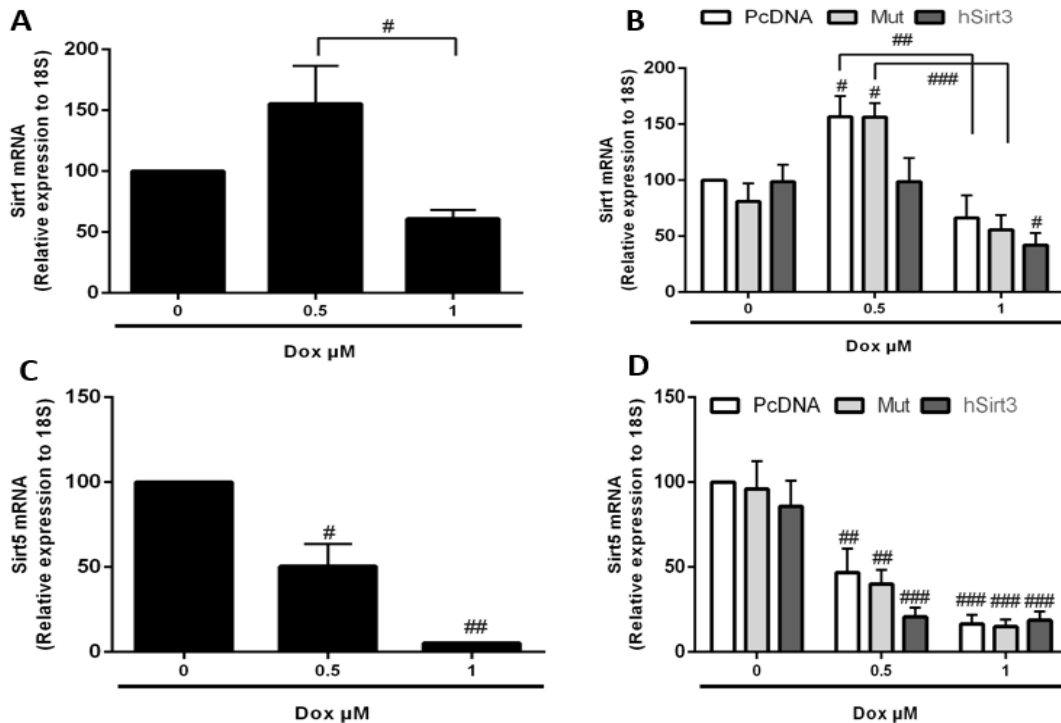 A
Sirt1 mRNA
(Relative expression to 18S)
200
150
100
50
0
#
0 0.5 1
Dox µM
B
PcDNA Mut hSirt3
Sirt1 mRNA
(Relative expression to 18S)
200
150
100
50
0
##
###
# #
#
0 0.5 1
Dox µM
C
Sirt5 mRNA
(Relative expression to 18S)
150
100
50
0
#
##
0 0.5 1
Dox µM
D
PcDNA Mut hSirt3
Sirt5 mRNA
(Relative expression to 18S)
150
100
50
0
## ## ### ### ### ###
0 0.5 1
Dox µM